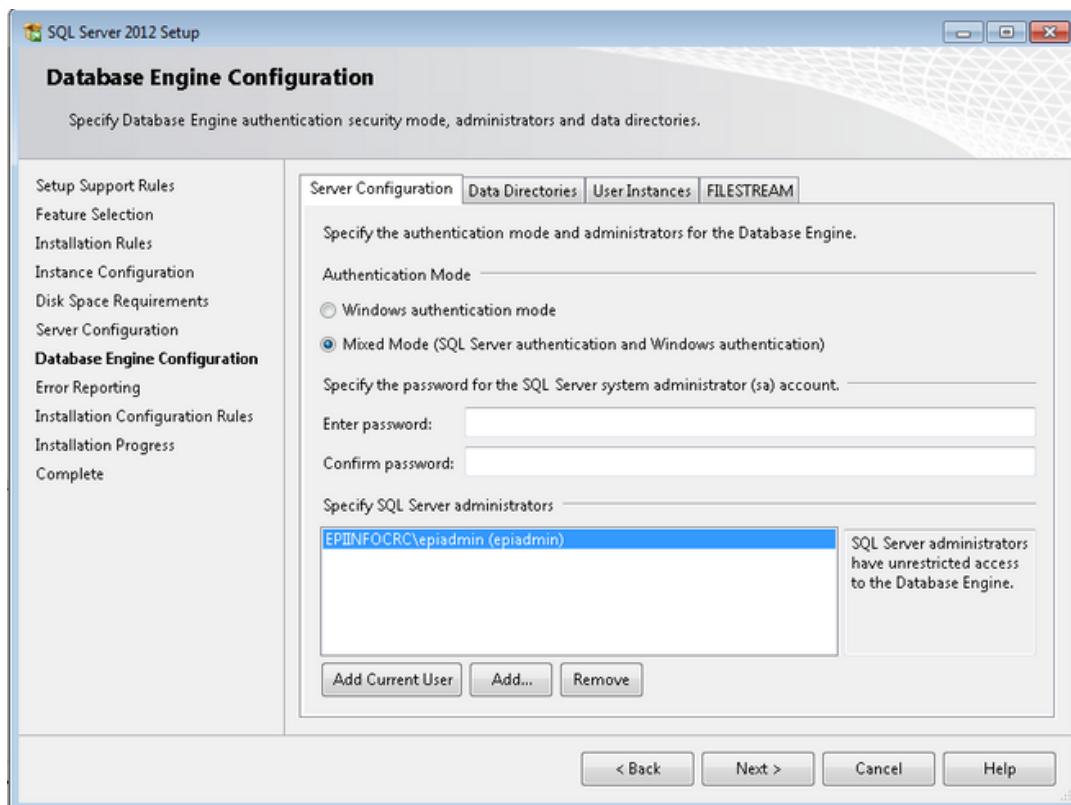 SQL Server 2012 Setup
Database Engine Configuration
Specify Database Engine authentication security mode, administrators and data directories.
Setup Support Rules
Feature Selection
Installation Rules
Instance Configuration
Disk Space Requirements
Server Configuration
Database Engine Configuration
Error Reporting
Installation Configuration Rules
Installation Progress
Complete
Server Configuration Data Directories User Instances FILESTREAM
Specify the authentication mode and administrators for the Database Engine.
Authentication Mode
Windows authentication mode
Mixed Mode (SQL Server authentication and Windows authentication)
Specify the password for the SQL Server system administrator (sa) account.
Enter password:
Confirm password:
Specify SQL Server administrators
EPIINFOCRC\epiadmin (epiadmin)
SQL Server administrators
have unrestricted access
to the Database Engine.
Add Current User Add... Remove
< Back Next > Cancel Help